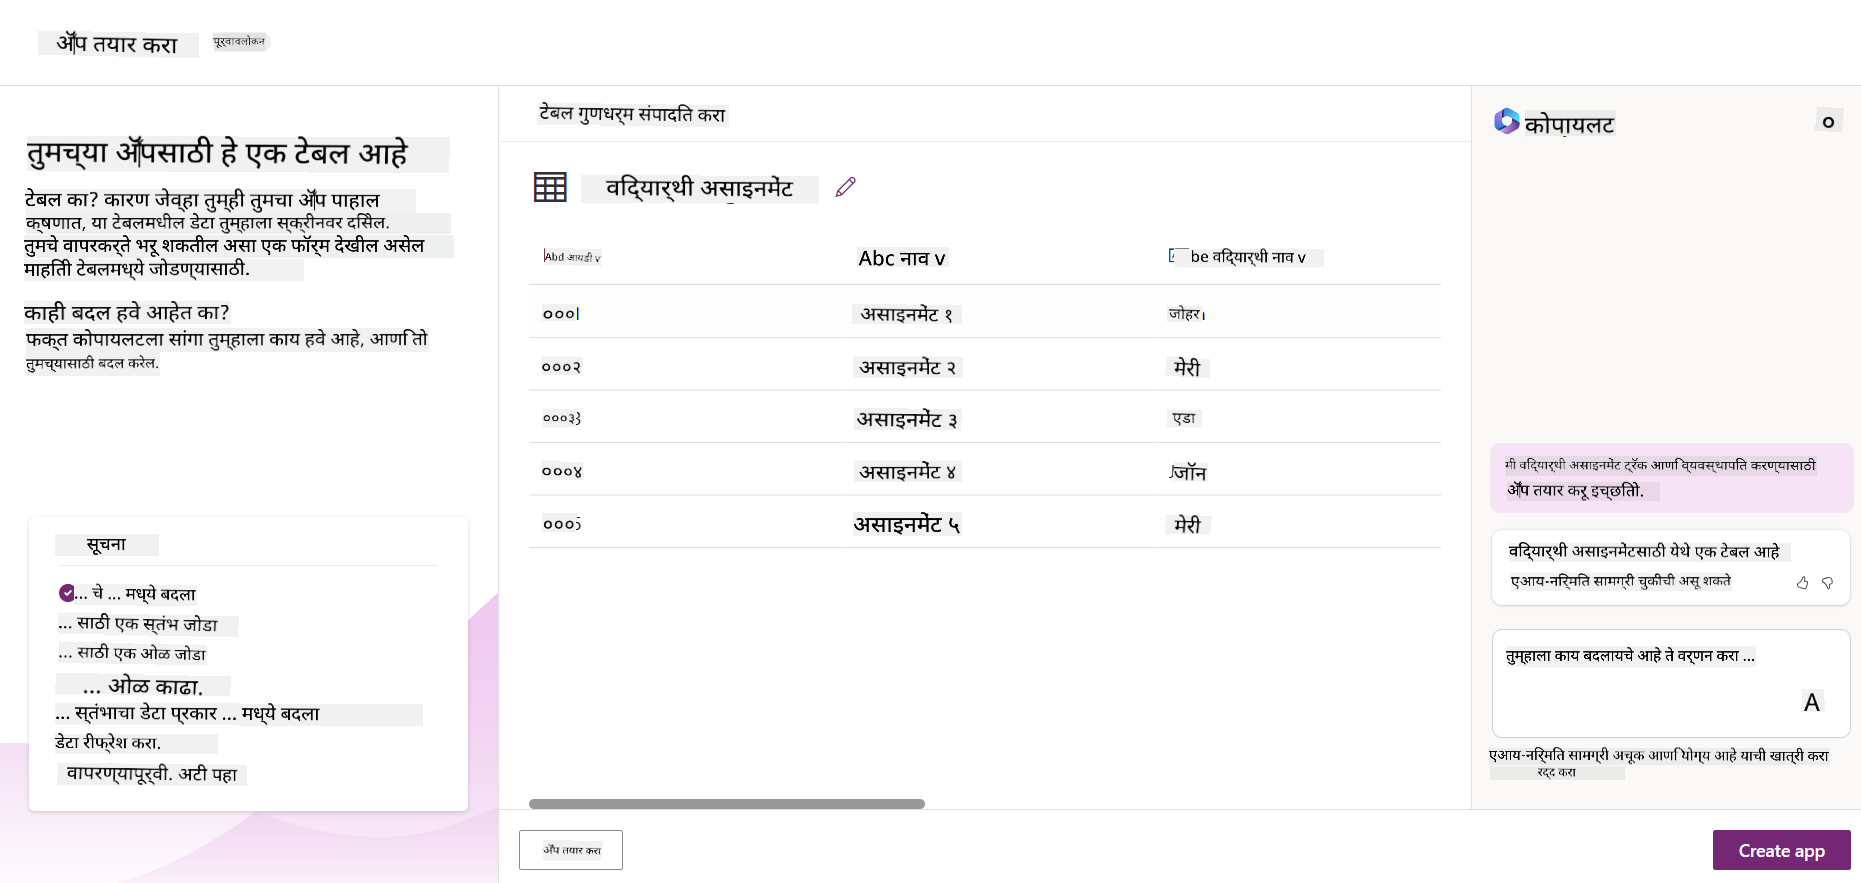 ॲप तयार करा
पूर्वावलोकन
तुमच्या ॲपसाठी हे एक टेबल आहे
टेबल का? कारण जेव्हा तुम्ही तुमचा ॲप पाहाल
क्षणात, या टेबलमधील डेटा तुम्हाला स्क्रीनवर दिसेल.
तुमचे वापरकर्ते भरू शकतील असा एक फॉर्म देखील असेल
माहिती टेबलमध्ये जोडण्यासाठी.
काही बदल हवे आहेत का?
फक्त कोपायलटला सांगा तुम्हाला काय हवे आहे, आणि तो
तुमच्यासाठी बदल करेल.
सूचना
... चे ... मध्ये बदला
... साठी एक स्तंभ जोडा
... साठी एक ओळ जोडा
... ओळ काढा.
... स्तंभाचा डेटा प्रकार ... मध्ये बदला
डेटा रीफ्रेश करा.
वापरण्यापूर्वी. अटी पहा
टेबल गुणधर्म संपादित करा
विद्यार्थी असाइनमेंट
Abd आयडी v
Abc नाव v
be विद्यार्थी नाव v
०००l
असाइनमेंट १
जोहर
०००२
असाइनमेंट २
मेरी
०००३
असाइनमेंट ३
एडा
०००४
असाइनमेंट ४
जॉन
०००5
असाइनमेंट ५
मेरी
ॲप तयार करा
कोपायलट
o
मी विद्यार्थी असाइनमेंट ट्रॅक आणि व्यवस्थापित करण्यासाठी
ॲप तयार करू इच्छितो.
विद्यार्थी असाइनमेंटसाठी येथे एक टेबल आहे
एआय-निर्मित सामग्री चुकीची असू शकते
तुम्हाला काय बदलायचे आहे ते वर्णन करा ...
A
एआय-निर्मित सामग्री अचूक आणि योग्य आहे याची खात्री करा
रद्द करा
Create app